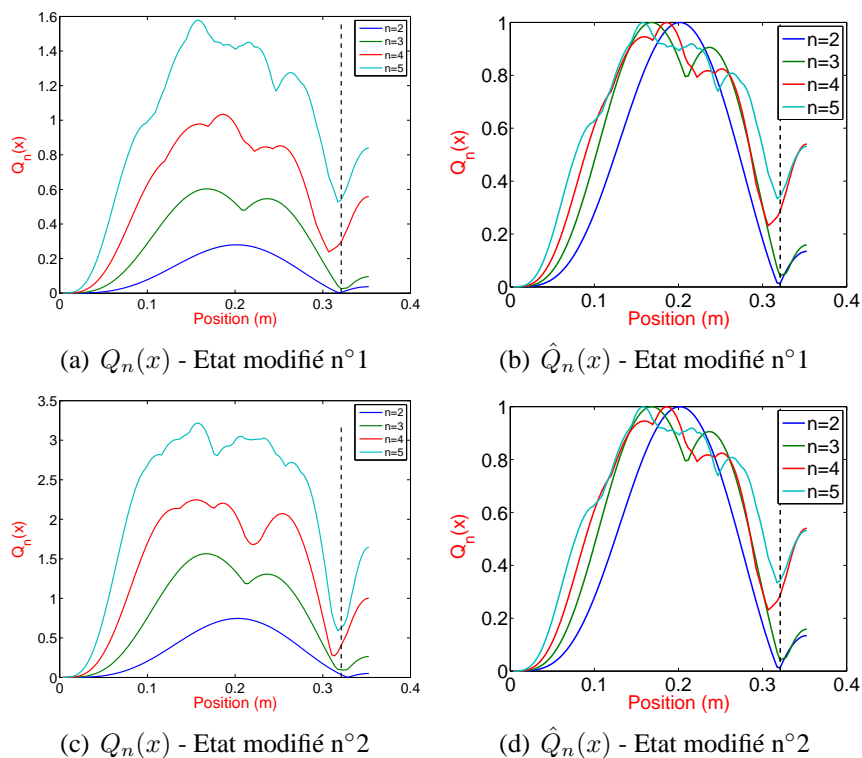 1.6
1.4
1.2
1
0.8
0.6
0.4
0.2
0
0 0.1 0.2 0.3 0.4
Q_n(x)
Position (m)
n=2
n=3
n=4
n=5
(a) Q_n(x) - Etat modifié n°1
1
0.8
0.6
0.4
0.2
0
0 0.1 0.2 0.3 0.4
Q_n(x)
Position (m)
n=2
n=3
n=4
n=5
(b) Q̂_n(x) - Etat modifié n°1
3.5
3
2.5
2
1.5
1
0.5
0
0 0.1 0.2 0.3 0.4
Q_n(x)
Position (m)
n=2
n=3
n=4
n=5
(c) Q_n(x) - Etat modifié n°2
1
0.8
0.6
0.4
0.2
0
0 0.1 0.2 0.3 0.4
Q_n(x)
Position (m)
n=2
n=3
n=4
n=5
(d) Q̂_n(x) - Etat modifié n°2